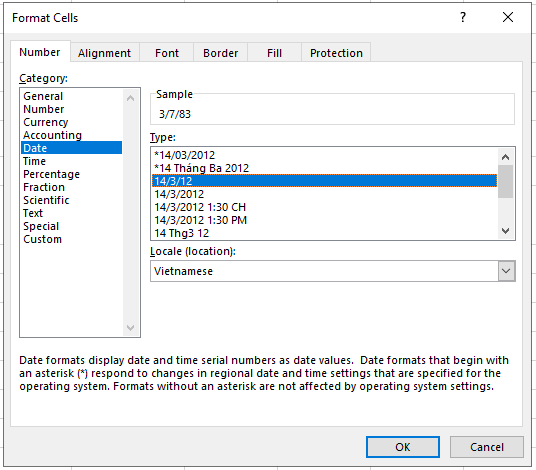 Format Cells
? ×
Number Alignment Font Border Fill Protection
Category:
General
Number
Currency
Accounting
Date
Time
Percentage
Fraction
Scientific
Text
Special
Custom
Sample
3/7/83
Type:
*14/03/2012
*14 Tháng Ba 2012
14/3/12
14/3/2012
14/3/2012 1:30 CH
14/3/2012 1:30 PM
14 Thg3 12
Locale (location):
Vietnamese
Date formats display date and time serial numbers as date values. Date formats that begin with
an asterisk (*) respond to changes in regional date and time settings that are specified for the
operating system. Formats without an asterisk are not affected by operating system settings.
OK Cancel